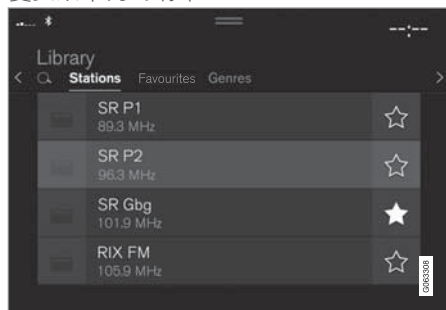 --:--
Library
Stations Favourites Genres
SR P1
89.3 MHz
SR P2
96.3 MHz
SR Gbg
101.9 MHz
RIX FM
105.9 MHz
G063308